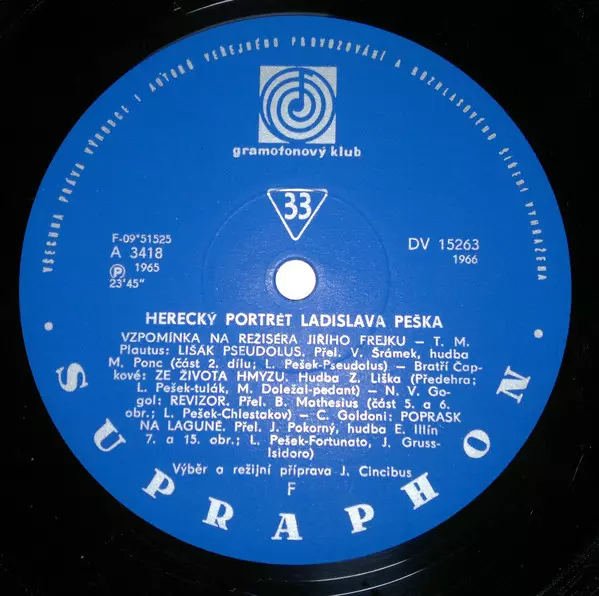 VŠECHNA PRÁVA VÝROBCE I AUTORŮ VEŘEJNÉHO PROVOZOVÁNÍ A ROZHLASOVÉHO ŠÍŘENÍ VYHRAŽENA
gramofonový klub
33
F-09*51525
A 3418
Ⓟ 1965
23'45"
DV 15263
1966
HERECKÝ PORTRÉT LADISLAVA PEŠKA
VZPOMÍNKA NA REŽISÉRA JIŘÍHO FREJKU — T. M.
Plautus: LIŠÁK PSEUDOLUS. Přel. V. Šrámek, hudba
M. Ponc (část 2. dílu; L. Pešek-Pseudolus) — Bratří Čap-
kové: ZE ŽIVOTA HMYZU. Hudba Z. Liška (Předehra;
L. Pešek-tulák, M. Doležal-pedant) — N. V. Go-
gol: REVIZOR. Přel. B. Mathesius (část 5. a 6.
obr.; L. Pešek-Chlestakov) — C. Goldoni: POPRASK
NA LAGUNĚ. Přel. J. Pokorný, hudba E. Illín
7. a 15. obr.; L. Pešek-Fortunato, J. Gruss-
Isidoro)
Výběr a režijní příprava J. Cincibus
F
• SUPRAPHON •